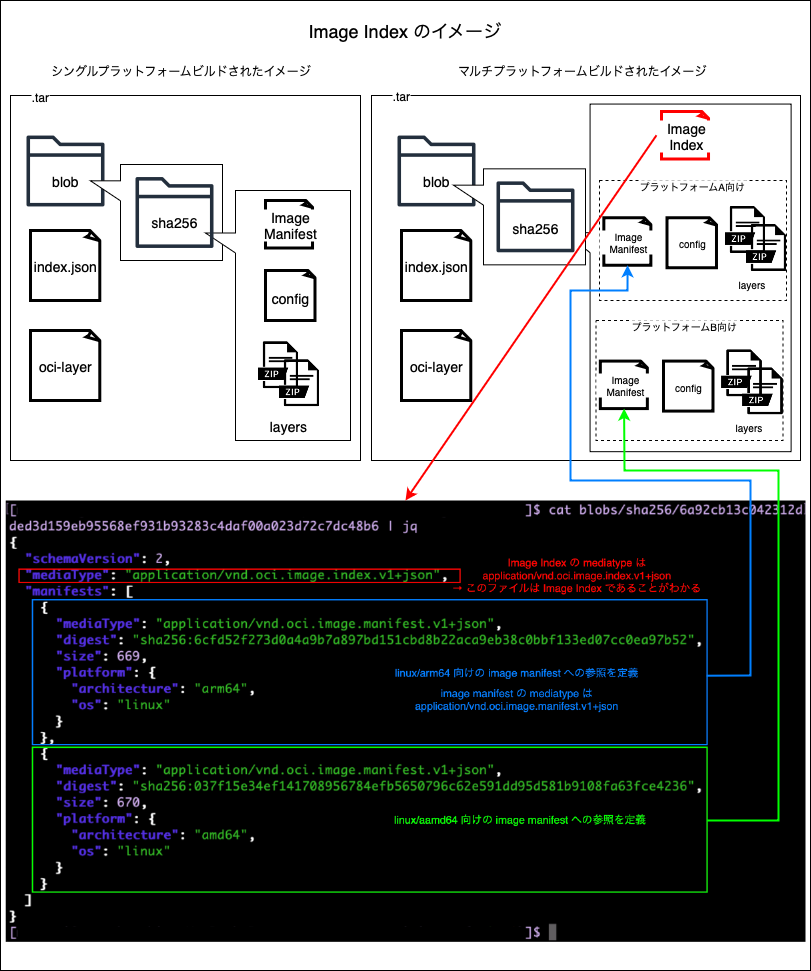 Image Index のイメージ
シングルプラットフォームビルドされたイメージ
.tar
blob
sha256
index.json
oci-layer
Image
Manifest
config
ZIP
ZIP
layers
マルチプラットフォームビルドされたイメージ
.tar
blob
sha256
index.json
oci-layer
Image
Index
プラットフォームA向け
Image
Manifest
config
ZIP
ZIP
layers
プラットフォームB向け
Image
Manifest
config
ZIP
ZIP
layers
[ ]$ cat blobs/sha256/6a92cb13c042312d
ded3d159eb95568ef931b93283c4daf00a023d72c7dc48b6 | jq
{
"schemaVersion": 2,
"mediaType": "application/vnd.oci.image.index.v1+json",
"manifests": [
{
"mediaType": "application/vnd.oci.image.manifest.v1+json",
"digest": "sha256:6cfd52f273d0a4a9b7a897bd151cbd8b22aca9eb38c0bbf133ed07cc0ea97b52",
"size": 669,
"platform": {
"architecture": "arm64",
"os": "linux"
}
},
{
"mediaType": "application/vnd.oci.image.manifest.v1+json",
"digest": "sha256:037f15e34ef141708956784efb5650796c62e591dd95d581b9108fa63fce4236",
"size": 670,
"platform": {
"architecture": "amd64",
"os": "linux"
}
}
]
}
[ ]$
Image Index の mediatype は
application/vnd.oci.image.index.v1+json
→ このファイルは Image Index であることがわかる
linux/arm64 向けの image manifest への参照を定義
image manifest の mediatype は
application/vnd.oci.image.manifest.v1+json
linux/aamd64 向けの image manifest への参照を定義